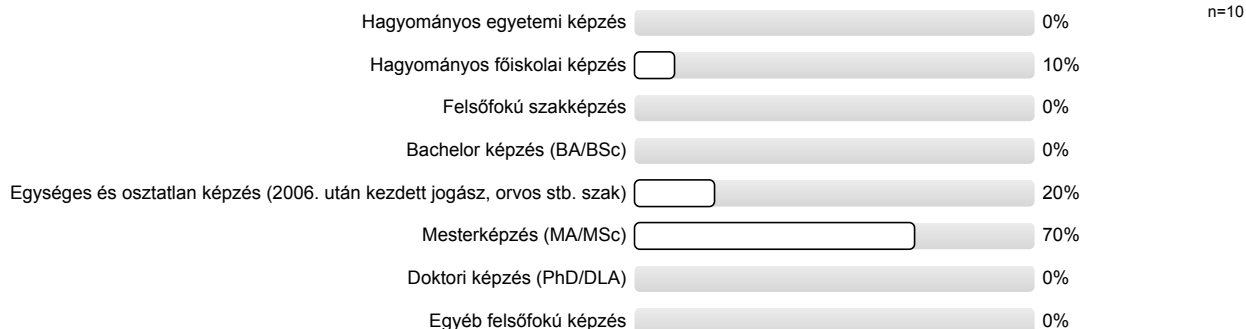 Hagyományos egyetemi képzés 0% n=10
Hagyományos főiskolai képzés 10%
Felsőfokú szakképzés 0%
Bachelor képzés (BA/BSc) 0%
Egységes és osztatlan képzés (2006. után kezdett jogász, orvos stb. szak) 20%
Mesterképzés (MA/MSc) 70%
Doktori képzés (PhD/DLA) 0%
Egyéb felsőfokú képzés 0%